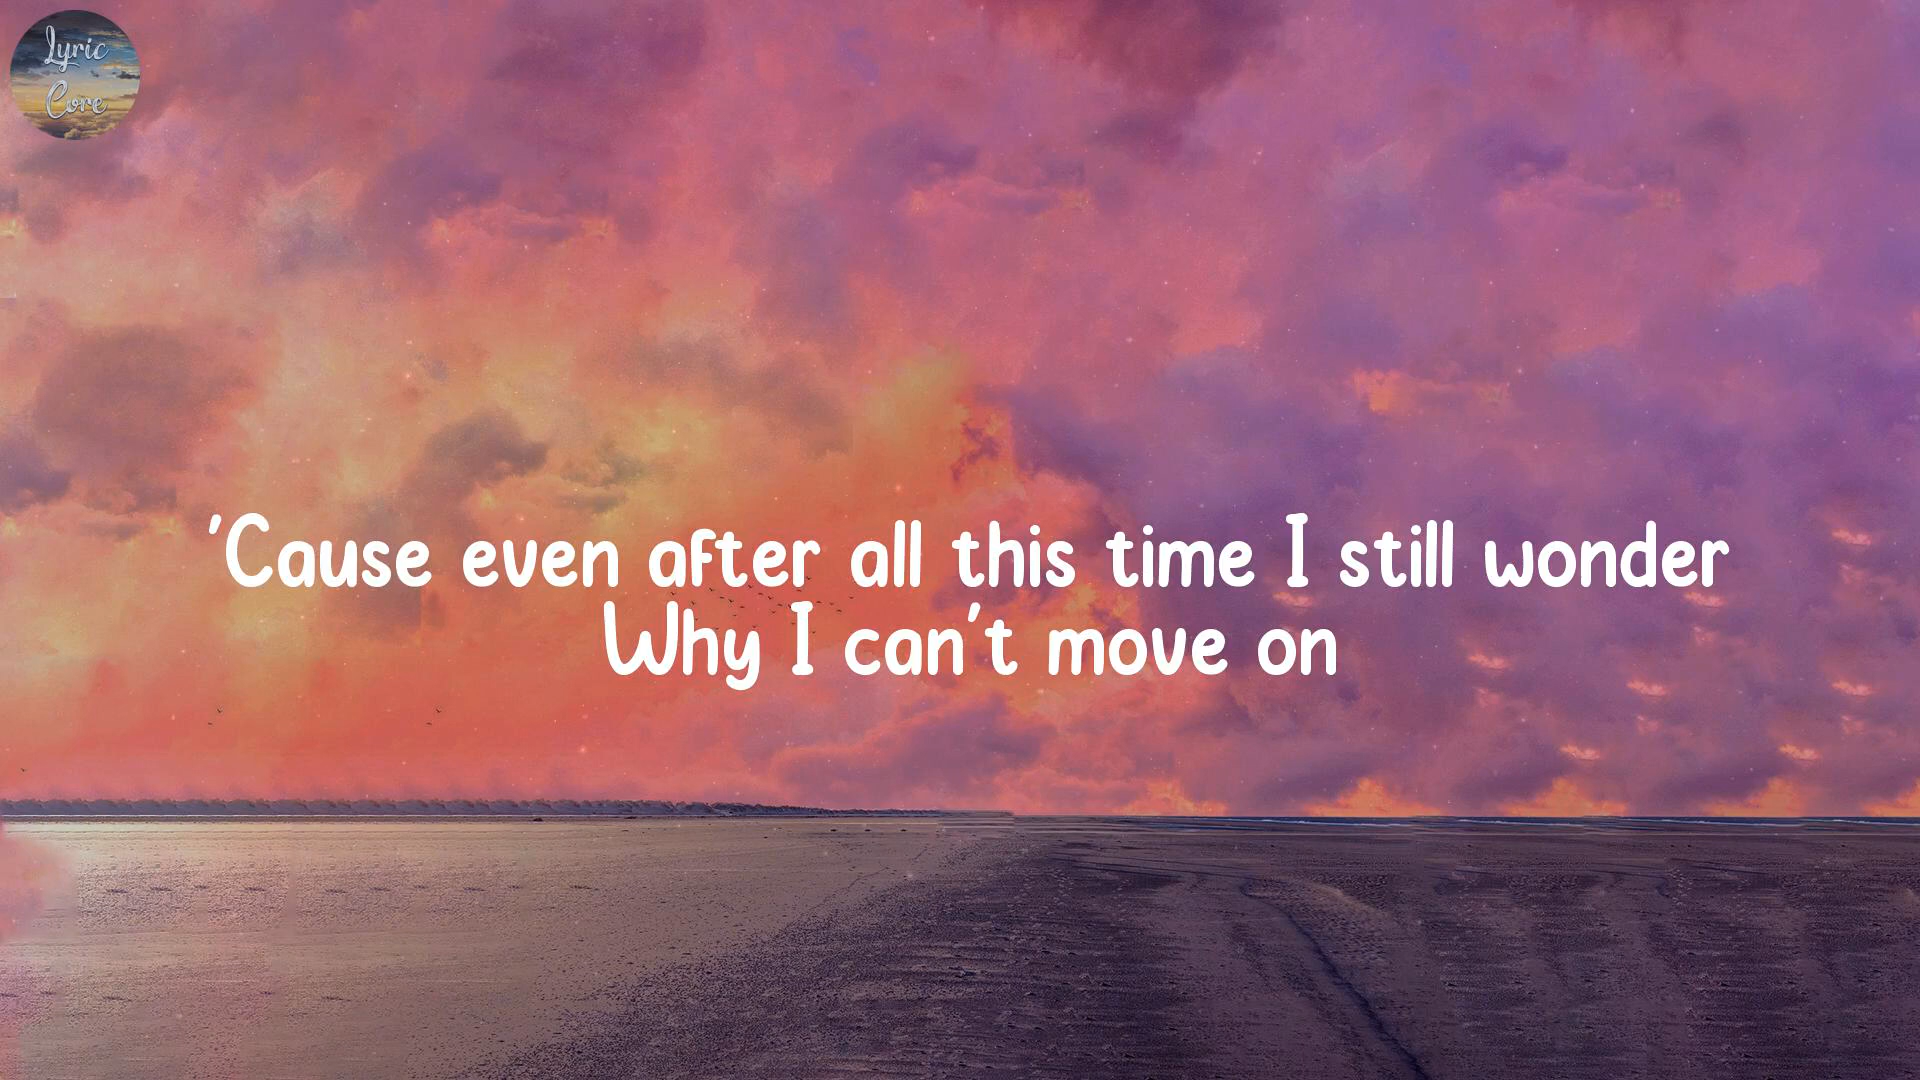 Lyric
Core
'Cause even after all this time I still wonder
Why I can't move on